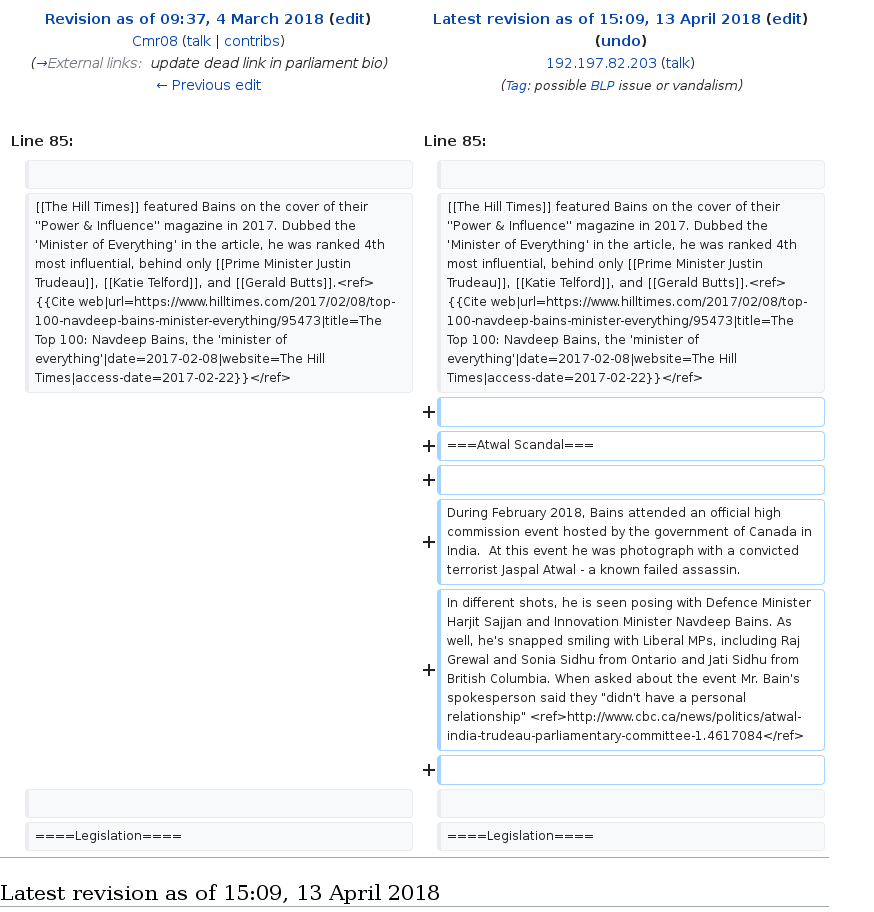 Revision as of 09:37, 4 March 2018 (edit)
Cmr08 (talk | contribs)
(→External links: update dead link in parliament bio)
← Previous edit
Latest revision as of 15:09, 13 April 2018 (edit)
(undo)
192.197.82.203 (talk)
(Tag: possible BLP issue or vandalism)
Line 85:
Line 85:
[[The Hill Times]] featured Bains on the cover of their
''Power & Influence'' magazine in 2017. Dubbed the
'Minister of Everything' in the article, he was ranked 4th
most influential, behind only [[Prime Minister Justin
Trudeau]], [[Katie Telford]], and [[Gerald Butts]].<ref>
{{Cite web|url=https://www.hilltimes.com/2017/02/08/top-
100-navdeep-bains-minister-everything/95473|title=The
Top 100: Navdeep Bains, the 'minister of
everything'|date=2017-02-08|website=The Hill
Times|access-date=2017-02-22}}</ref>
[[The Hill Times]] featured Bains on the cover of their
''Power & Influence'' magazine in 2017. Dubbed the
'Minister of Everything' in the article, he was ranked 4th
most influential, behind only [[Prime Minister Justin
Trudeau]], [[Katie Telford]], and [[Gerald Butts]].<ref>
{{Cite web|url=https://www.hilltimes.com/2017/02/08/top-
100-navdeep-bains-minister-everything/95473|title=The
Top 100: Navdeep Bains, the 'minister of
everything'|date=2017-02-08|website=The Hill
Times|access-date=2017-02-22}}</ref>
+
+ ===Atwal Scandal===
+
+ During February 2018, Bains attended an official high
commission event hosted by the government of Canada in
India.  At this event he was photograph with a convicted
terrorist Jaspal Atwal - a known failed assassin.
+ In different shots, he is seen posing with Defence Minister
Harjit Sajjan and Innovation Minister Navdeep Bains. As
well, he's snapped smiling with Liberal MPs, including Raj
Grewal and Sonia Sidhu from Ontario and Jati Sidhu from
British Columbia. When asked about the event Mr. Bain's
spokesperson said they "didn't have a personal
relationship" <ref>http://www.cbc.ca/news/politics/atwal-
india-trudeau-parliamentary-committee-1.4617084</ref>
+
====Legislation====
====Legislation====
Latest revision as of 15:09, 13 April 2018